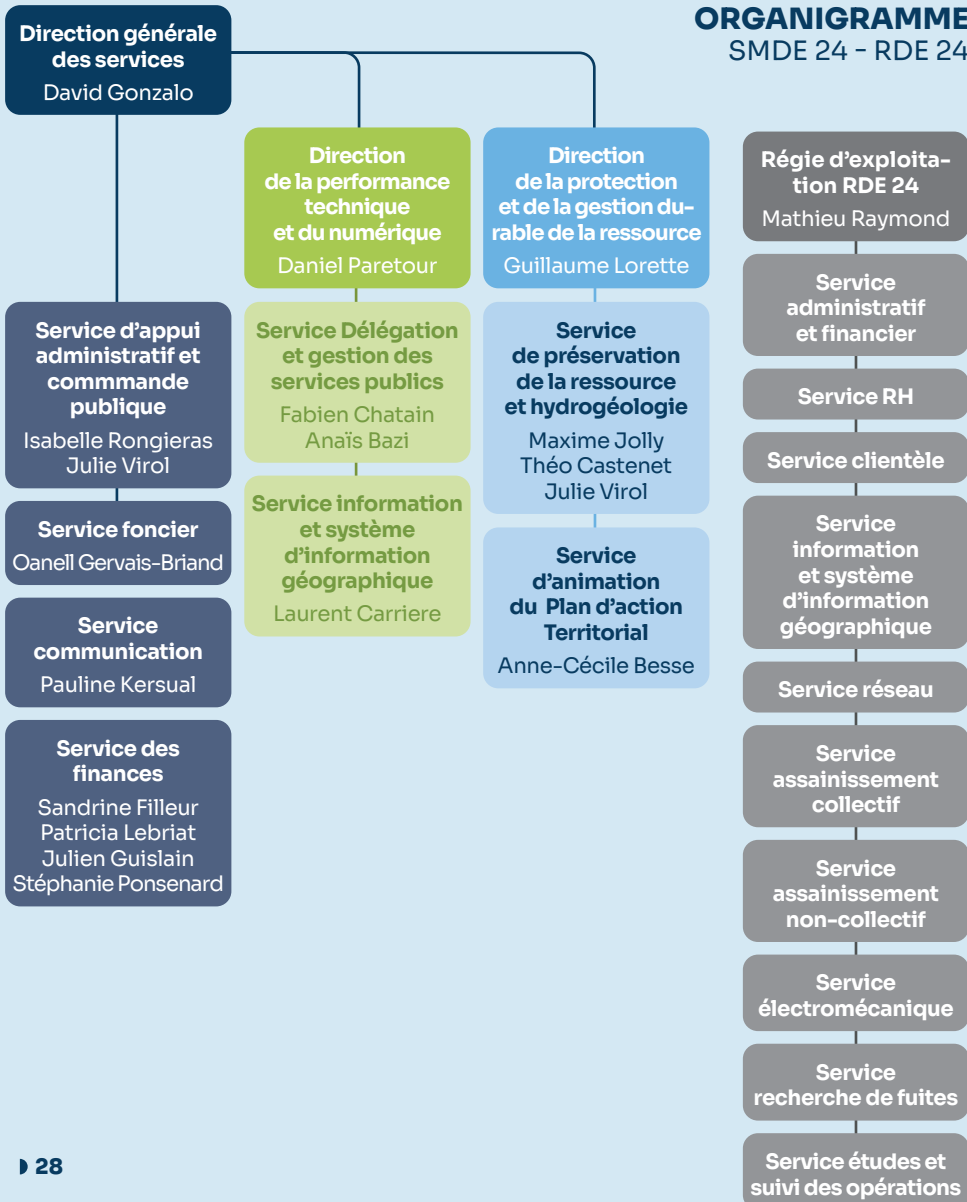 ORGANIGRAMME
SMDE 24 - RDE 24
Direction générale
des services
David Gonzalo
Service d'appui
administratif et
commmande
publique
Isabelle Rongieras
Julie Virol
Service foncier
Oanell Gervais-Briand
Service
communication
Pauline Kersual
Service des
finances
Sandrine Filleur
Patricia Lebriat
Julien Guislain
Stéphanie Ponsenard
Direction
de la performance
technique
et du numérique
Daniel Paretour
Service Délégation
et gestion des
services publics
Fabien Chatain
Anaïs Bazi
Service information
et système
d'information
géographique
Laurent Carriere
Direction
de la protection
et de la gestion du-
rable de la ressource
Guillaume Lorette
Service
de préservation
de la ressource
et hydrogéologie
Maxime Jolly
Théo Castenet
Julie Virol
Service
d'animation
du Plan d'action
Territorial
Anne-Cécile Besse
Régie d'exploita-
tion RDE 24
Mathieu Raymond
Service
administratif
et financier
Service RH
Service clientèle
Service
information
et système
d'information
géographique
Service réseau
Service
assainissement
collectif
Service
assainissement
non-collectif
Service
électromécanique
Service
recherche de fuites
Service études et
suivi des opérations
28